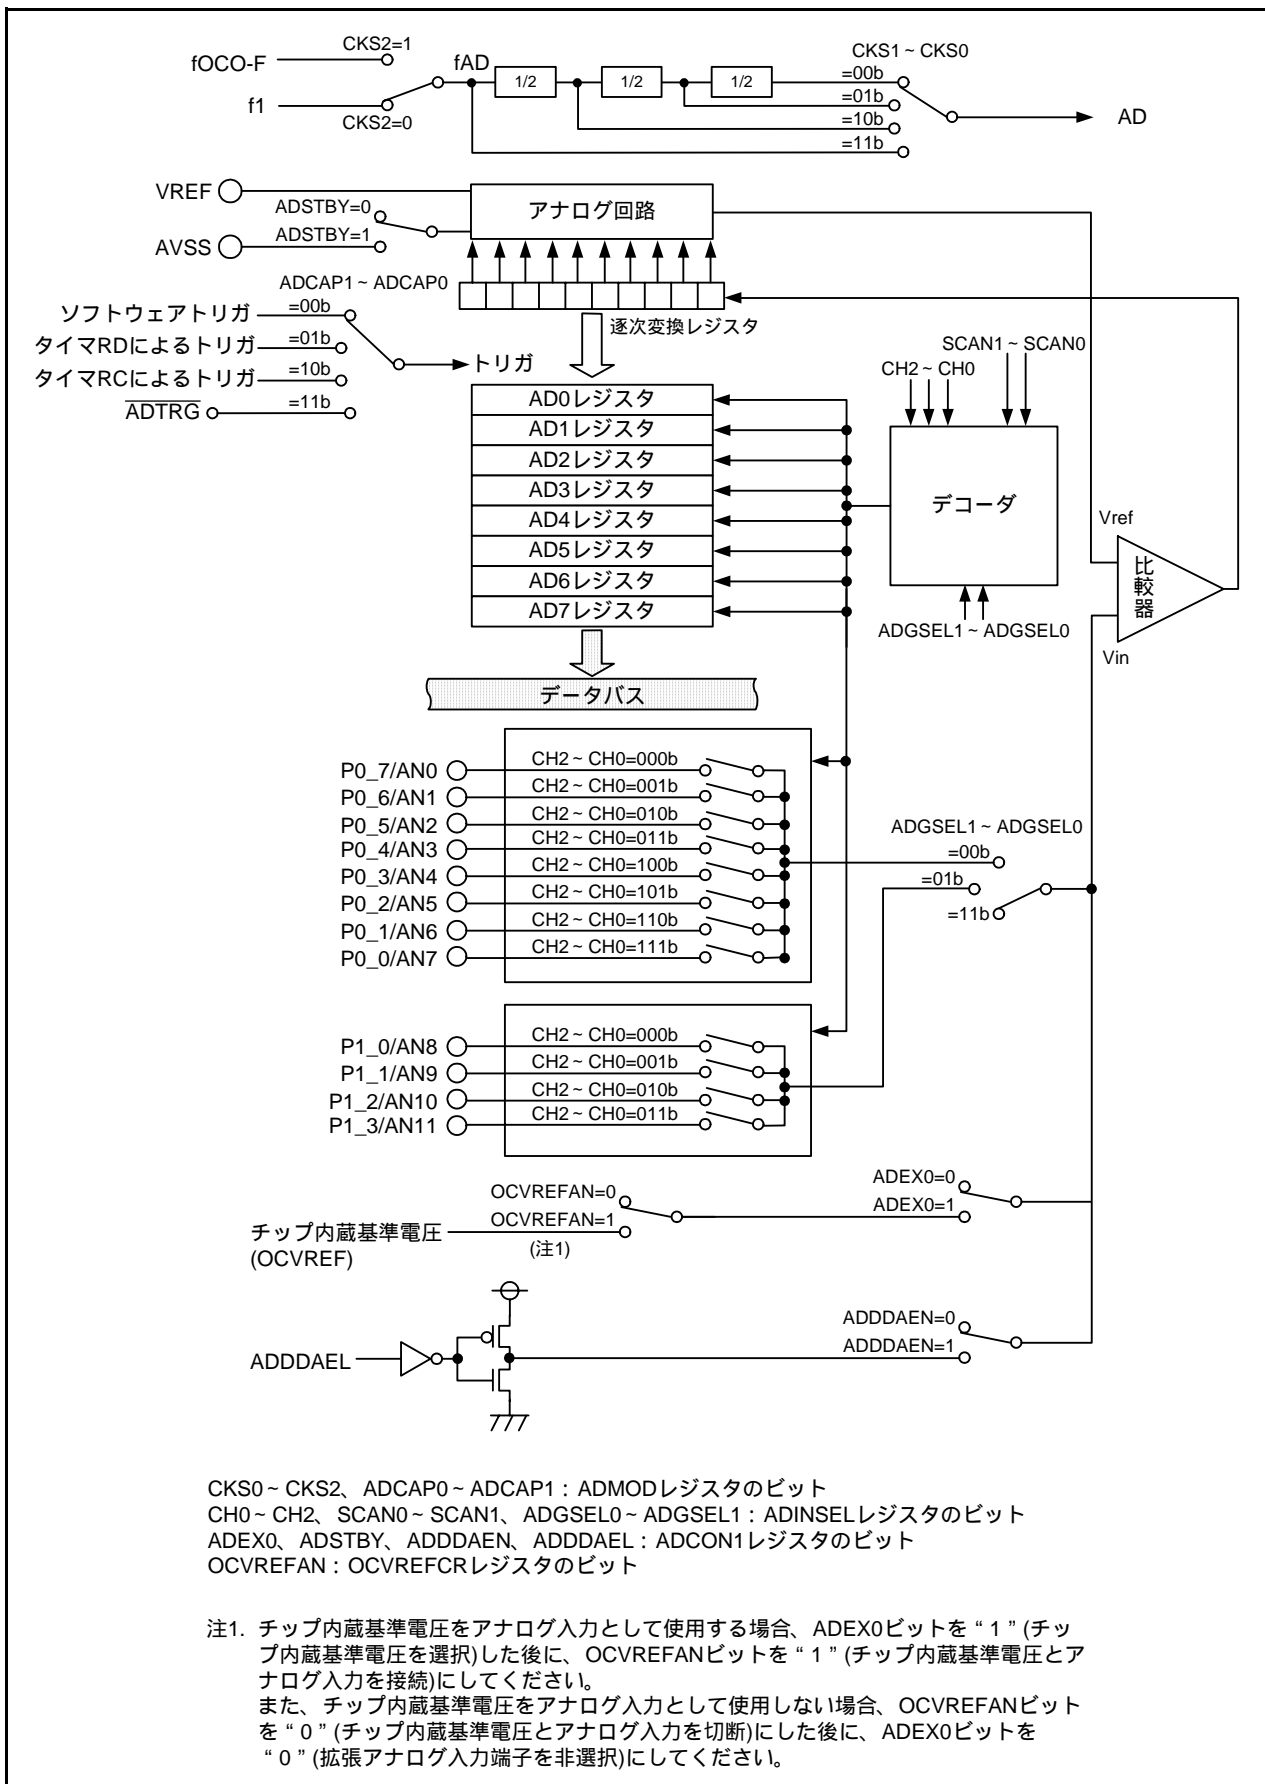 fOCO-F
CKS2=1
f1
CKS2=0
fAD
1/2
1/2
1/2
CKS1~CKS0
=00b
=01b
=10b
=11b
AD
VREF
AVSS
ADSTBY=0
ADSTBY=1
アナログ回路
ADCAP1~ADCAP0
ソフトウェアトリガ
=00b
タイマRDによるトリガ
=01b
タイマRCによるトリガ
=10b
ADTRG
=11b
トリガ
逐次変換レジスタ
AD0レジスタ
AD1レジスタ
AD2レジスタ
AD3レジスタ
AD4レジスタ
AD5レジスタ
AD6レジスタ
AD7レジスタ
データバス
SCAN1~SCAN0
CH2~CH0
デコーダ
ADGSEL1~ADGSEL0
Vref
比較器
Vin
P0_7/AN0
CH2~CH0=000b
P0_6/AN1
CH2~CH0=001b
P0_5/AN2
CH2~CH0=010b
P0_4/AN3
CH2~CH0=011b
P0_3/AN4
CH2~CH0=100b
P0_2/AN5
CH2~CH0=101b
P0_1/AN6
CH2~CH0=110b
P0_0/AN7
CH2~CH0=111b
ADGSEL1~ADGSEL0
=00b
=01b
=11b
P1_0/AN8
CH2~CH0=000b
P1_1/AN9
CH2~CH0=001b
P1_2/AN10
CH2~CH0=010b
P1_3/AN11
CH2~CH0=011b
チップ内蔵基準電圧
(OCVREF)
OCVREFAN=0
OCVREFAN=1
(注1)
ADEX0=0
ADEX0=1
ADDDAEL
ADDDAEN=0
ADDDAEN=1
CKS0~CKS2、ADCAP0~ADCAP1:ADMODレジスタのビット
CH0~CH2、SCAN0~SCAN1、ADGSEL0~ADGSEL1:ADINSELレジスタのビット
ADEX0、ADSTBY、ADDDAEN、ADDDAEL:ADCON1レジスタのビット
OCVREFAN:OCVREFCRレジスタのビット
注1. チップ内蔵基準電圧をアナログ入力として使用する場合、ADEX0ビットを“1”(チッ
プ内蔵基準電圧を選択)した後に、OCVREFANビットを“1”(チップ内蔵基準電圧とア
ナログ入力を接続)にしてください。
また、チップ内蔵基準電圧をアナログ入力として使用しない場合、OCVREFANビット
を“0”(チップ内蔵基準電圧とアナログ入力を切断)にした後に、ADEX0ビットを
“0”(拡張アナログ入力端子を非選択)にしてください。